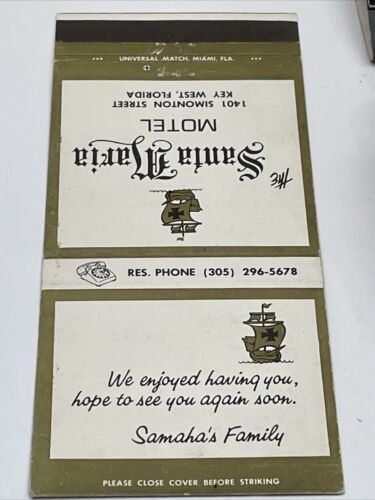 *** UNIVERSAL MATCH, MIAMI, FLA. ***
The
Santa Maria
MOTEL
1401 SIMONTON STREET
KEY WEST, FLORIDA
RES. PHONE (305) 296-5678
We enjoyed having you,
hope to see you again soon.
Samaha's Family
PLEASE CLOSE COVER BEFORE STRIKING